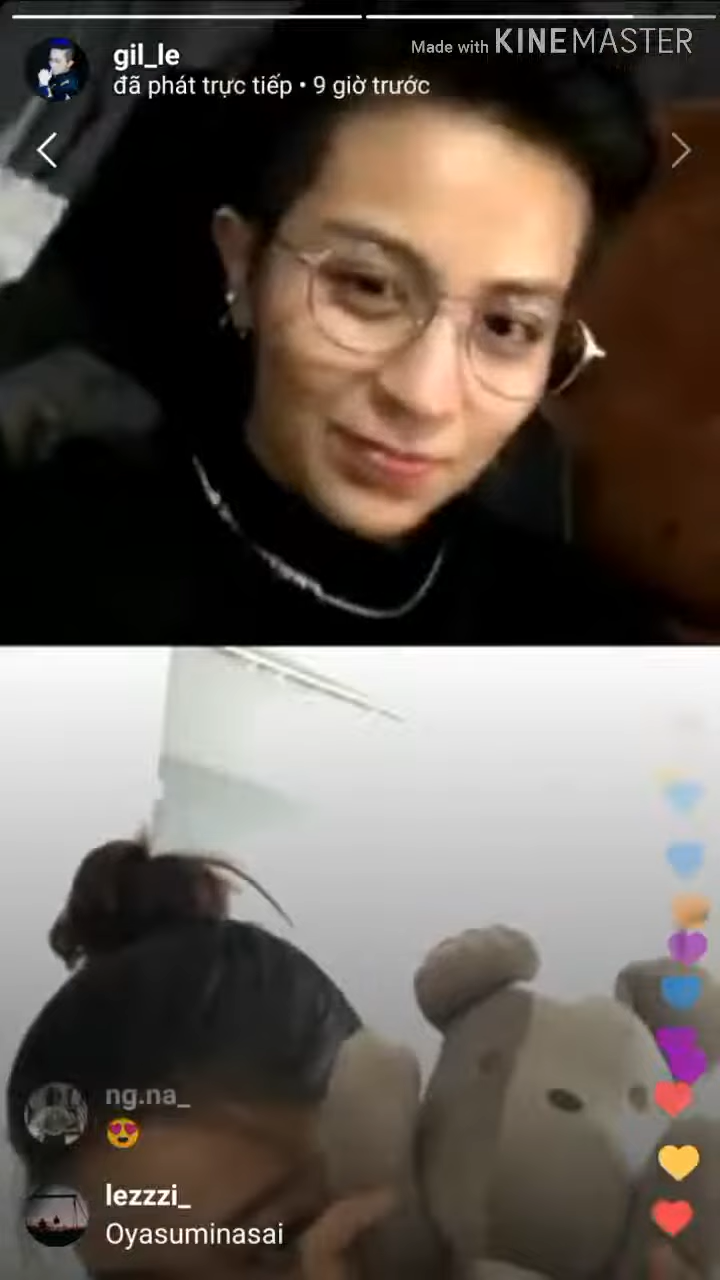 gil_le
Made with KINEMASTER
đã phát trực tiếp • 9 giờ trước
ng.na_
😍
lezzzi_
Oyasuminasai